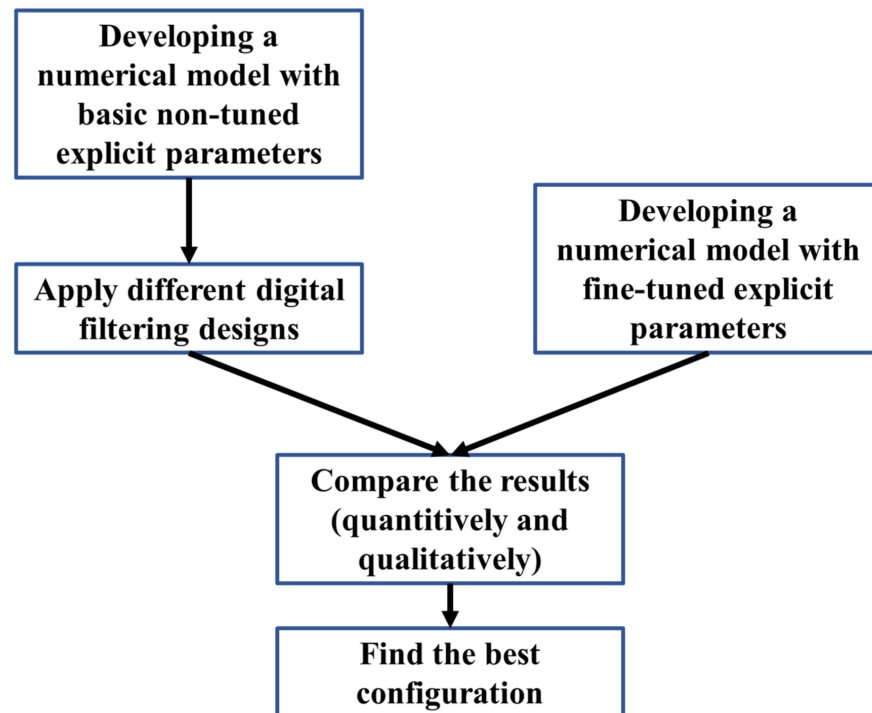 Developing a
numerical model with
basic non-tuned
explicit parameters
Developing a
numerical model with
fine-tuned explicit
parameters
Apply different digital
filtering designs
Compare the results
(quantitively and
qualitatively)
Find the best
configuration